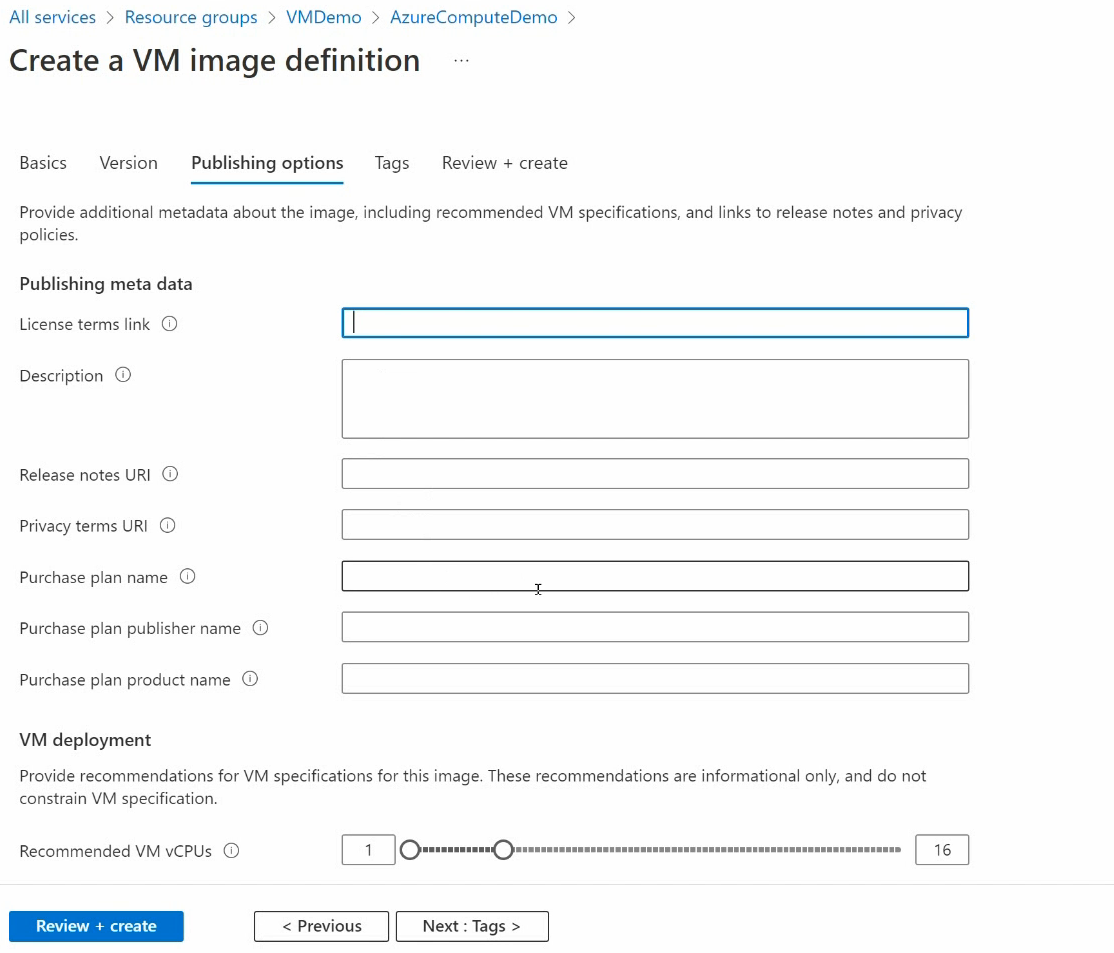 All services > Resource groups > VMDemo > AzureComputeDemo >
Create a VM image definition ...
Basics Version Publishing options Tags Review + create
Provide additional metadata about the image, including recommended VM specifications, and links to release notes and privacy
policies.
Publishing meta data
License terms link
Description
Release notes URI
Privacy terms URI
Purchase plan name
Purchase plan publisher name
Purchase plan product name
VM deployment
Provide recommendations for VM specifications for this image. These recommendations are informational only, and do not
constrain VM specification.
Recommended VM vCPUs 1 16
Review + create < Previous Next : Tags >